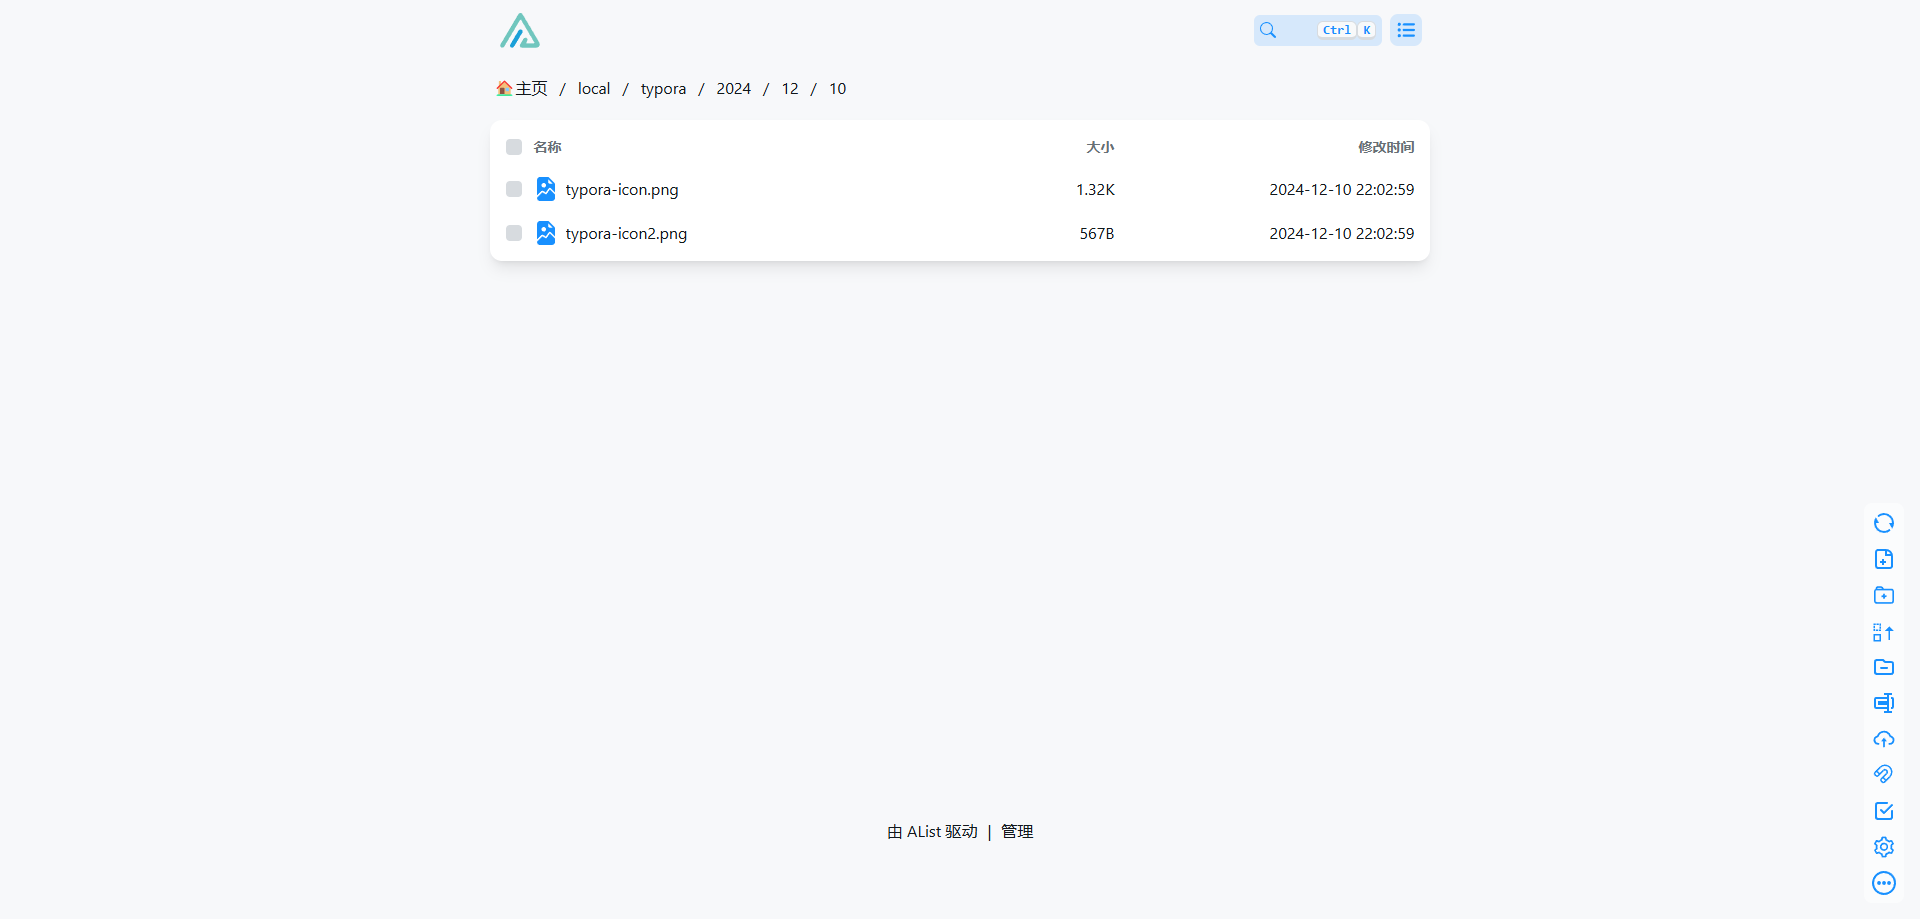 Ctrl K
🏠主页 / local / typora / 2024 / 12 / 10
名称 大小 修改时间
typora-icon.png 1.32K 2024-12-10 22:02:59
typora-icon2.png 567B 2024-12-10 22:02:59
由 AList 驱动 | 管理